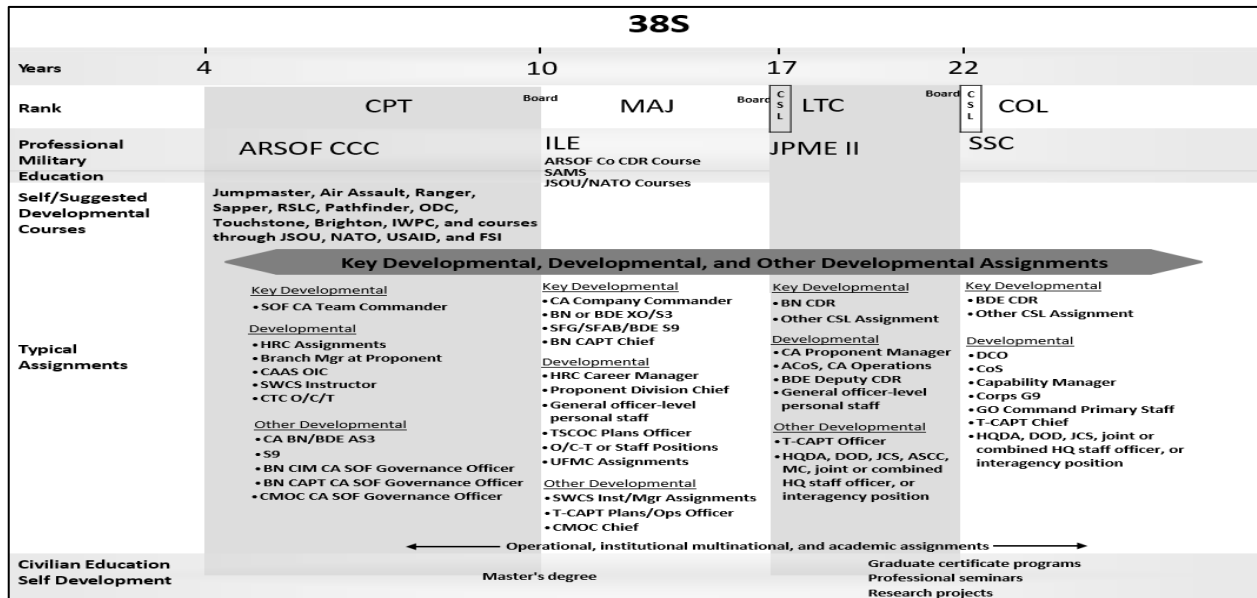 38S
Years
4
10
17
22
Rank
CPT
Board
MAJ
Board
CSL
LTC
Board
CSL
COL
Professional
Military
Education
ARSOF CCC
ILE
ARSOF Co CDR Course
SAMS
JSOU/NATO Courses
JPME II
SSC
Self/Suggested
Developmental
Courses
Jumpmaster, Air Assault, Ranger,
Sapper, RSLC, Pathfinder, ODC,
Touchstone, Brighton, IWPC, and courses
through JSOU, NATO, USAID, and FSI
Key Developmental, Developmental, and Other Developmental Assignments
Typical
Assignments
Key Developmental
•SOF CA Team Commander
Developmental
•HRC Assignments
•Branch Mgr at Proponent
•CAAS OIC
•SWCS Instructor
•CTC O/C/T
Other Developmental
•CA BN/BDE AS3
•S9
•BN CIM CA SOF Governance Officer
•BN CAPT CA SOF Governance Officer
•CMOC CA SOF Governance Officer
Key Developmental
•CA Company Commander
•BN or BDE XO/S3
•SFG/SFAB/BDE S9
•BN CAPT Chief
Developmental
•HRC Career Manager
•Proponent Division Chief
•General officer-level
personal staff
•TSCOC Plans Officer
•O/C-T or Staff Positions
•UFMC Assignments
Other Developmental
•SWCS Inst/Mgr Assignments
•T-CAPT Plans/Ops Officer
•CMOC Chief
Key Developmental
•BN CDR
•Other CSL Assignment
Developmental
•CA Proponent Manager
•ACoS, CA Operations
•BDE Deputy CDR
•General officer-level
personal staff
Other Developmental
•T-CAPT Officer
•HQDA, DOD, JCS, ASCC,
MC, joint or combined
HQ staff officer, or
interagency position
Key Developmental
•BDE CDR
•Other CSL Assignment
Developmental
•DCO
•CoS
•Capability Manager
•Corps G9
•GO Command Primary Staff
•T-CAPT Chief
•HQDA, DOD, JCS, joint or
combined HQ staff officer, or
interagency position
Operational, institutional multinational, and academic assignments
Civilian Education
Self Development
Master's degree
Graduate certificate programs
Professional seminars
Research projects